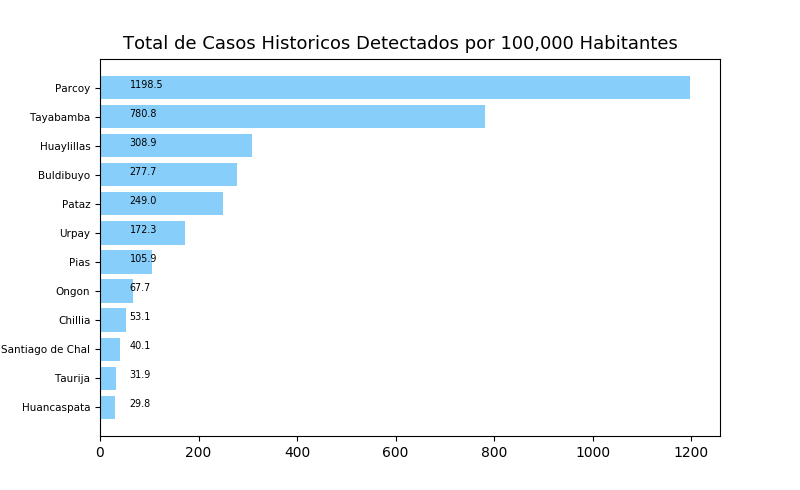 Total de Casos Historicos Detectados por 100,000 Habitantes
Parcoy 1198.5
Tayabamba 780.8
Huaylillas 308.9
Buldibuyo 277.7
Pataz 249.0
Urpay 172.3
Pias 105.9
Ongon 67.7
Chillia 53.1
Santiago de Chal 40.1
Taurija 31.9
Huancaspata 29.8
0 200 400 600 800 1000 1200